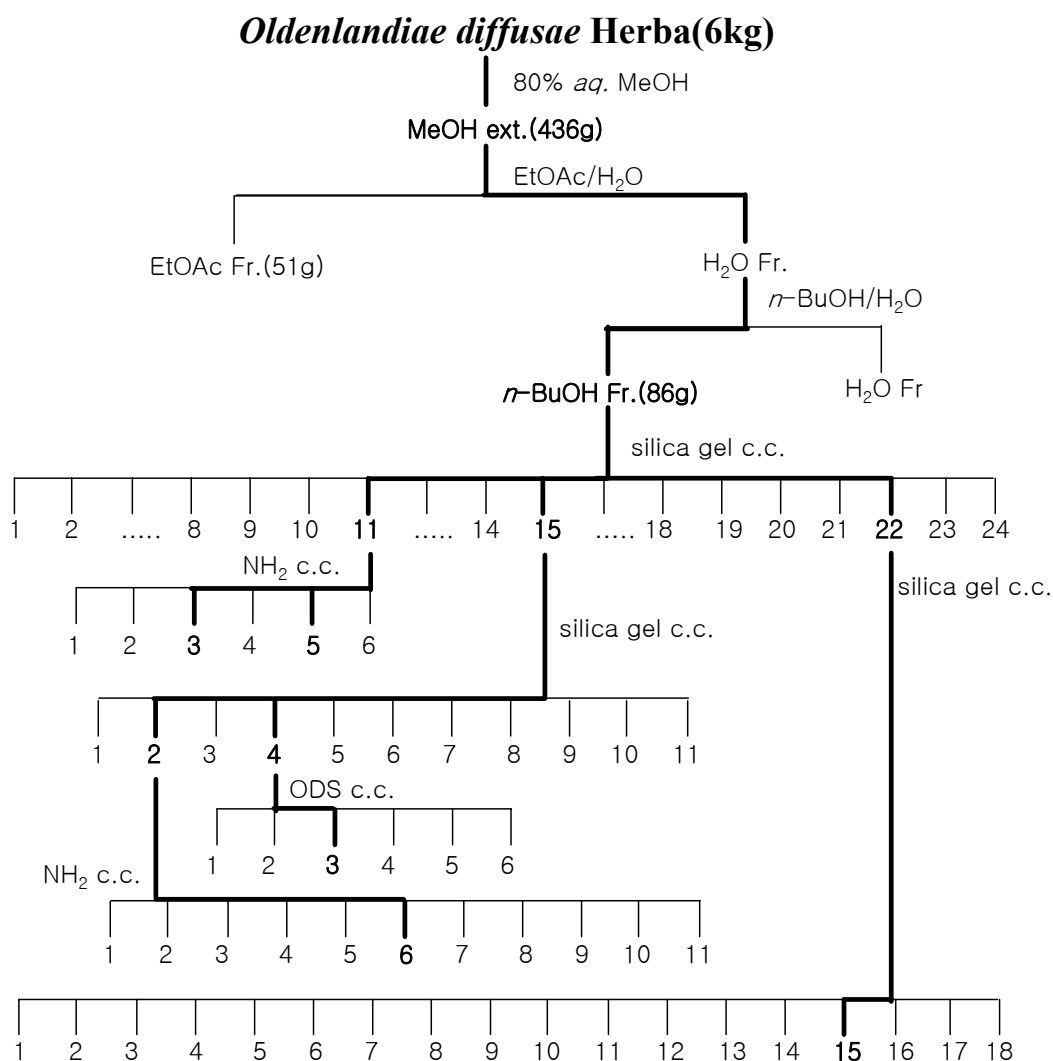 Oldenlandiae diffusae Herba(6kg)
80% aq. MeOH
MeOH ext.(436g)
EtOAc/H₂O
EtOAc Fr.(51g)
H₂O Fr.
n-BuOH/H₂O
n-BuOH Fr.(86g)
H₂O Fr
silica gel c.c.
1 2 ..... 8 9 10 11 ..... 14 15 ..... 18 19 20 21 22 23 24
NH₂ c.c.
silica gel c.c.
1 2 3 4 5 6
silica gel c.c.
1 2 3 4 5 6 7 8 9 10 11
ODS c.c.
1 2 3 4 5 6
NH₂ c.c.
1 2 3 4 5 6 7 8 9 10 11
1 2 3 4 5 6 7 8 9 10 11 12 13 14 15 16 17 18